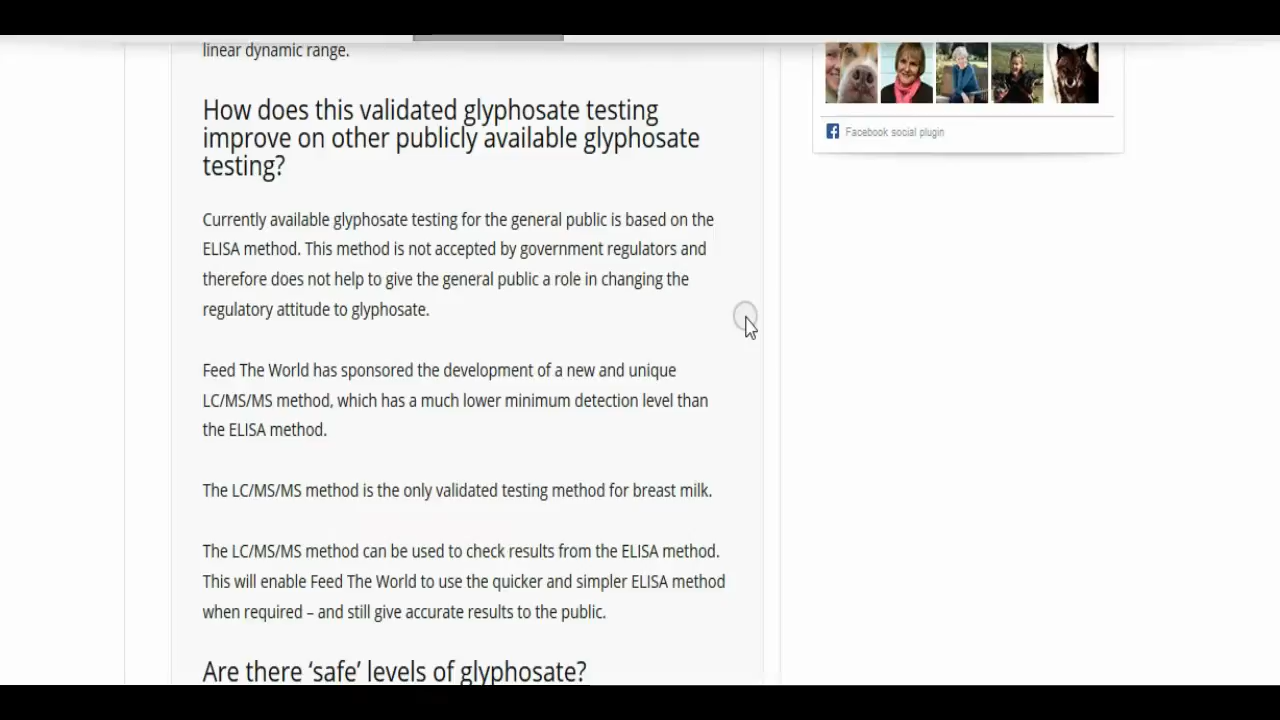 linear dynamic range.
How does this validated glyphosate testing
improve on other publicly available glyphosate
testing?
Currently available glyphosate testing for the general public is based on the
ELISA method. This method is not accepted by government regulators and
therefore does not help to give the general public a role in changing the
regulatory attitude to glyphosate.
Feed The World has sponsored the development of a new and unique
LC/MS/MS method, which has a much lower minimum detection level than
the ELISA method.
The LC/MS/MS method is the only validated testing method for breast milk.
The LC/MS/MS method can be used to check results from the ELISA method.
This will enable Feed The World to use the quicker and simpler ELISA method
when required – and still give accurate results to the public.
Are there ‘safe’ levels of glyphosate?
Facebook social plugin